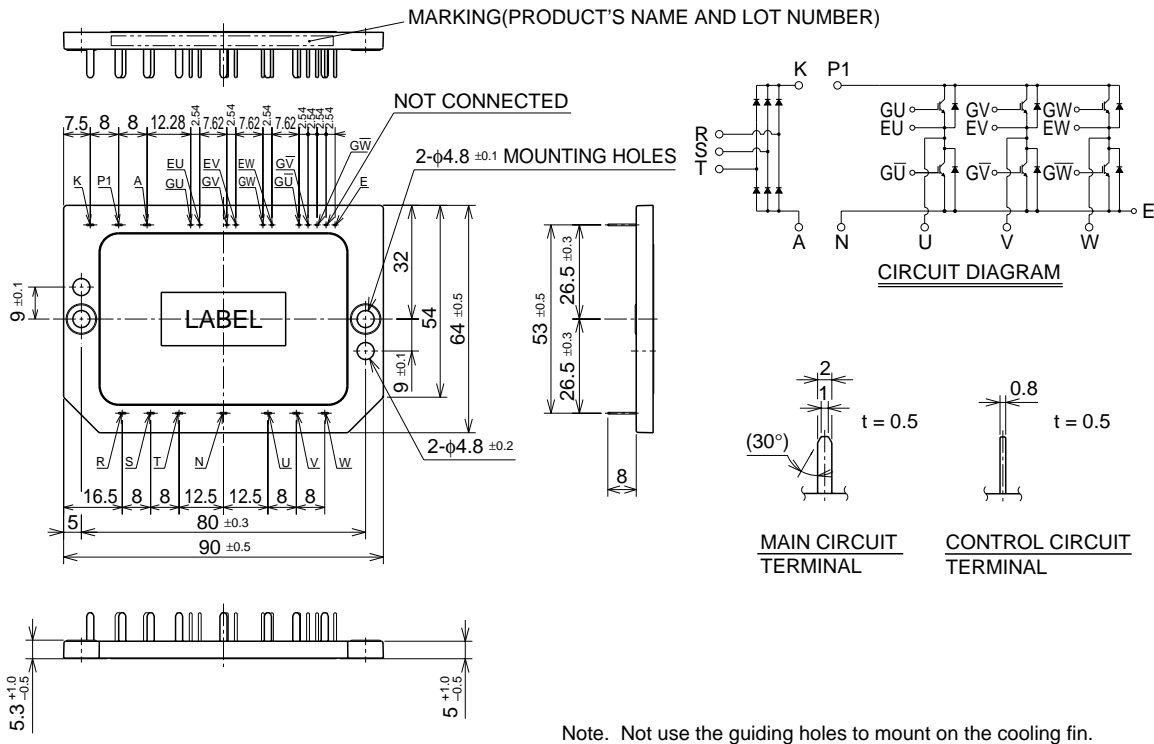 MARKING(PRODUCT'S NAME AND LOT NUMBER)
NOT CONNECTED
7.5 8 8 12.28 2.54 7.62 2.54 7.62 2.54 7.62 2.54 2.54 2.54 2.54
G̅W̅
2-φ4.8 ±0.1 MOUNTING HOLES
K P1 A EU EV EW G̅V̅
GU GV GW G̅U̅ E
LABEL
9 ±0.1
32
54
64 ±0.5
9 ±0.1
2-φ4.8 ±0.2
R S T N U V W
16.5 8 8 12.5 12.5 8 8
5 80 ±0.3
90 ±0.5
53 ±0.5
26.5 ±0.3
26.5 ±0.3
8
K P1
R
S
T
GU GV GW
EU EV EW
GU̅ GV̅ GW̅
E
A N U V W
CIRCUIT DIAGRAM
2
1
t = 0.5
(30°)
MAIN CIRCUIT
TERMINAL
0.8
t = 0.5
CONTROL CIRCUIT
TERMINAL
5.3 +1.0 −0.5
5 +1.0 −0.5
Note. Not use the guiding holes to mount on the cooling fin.